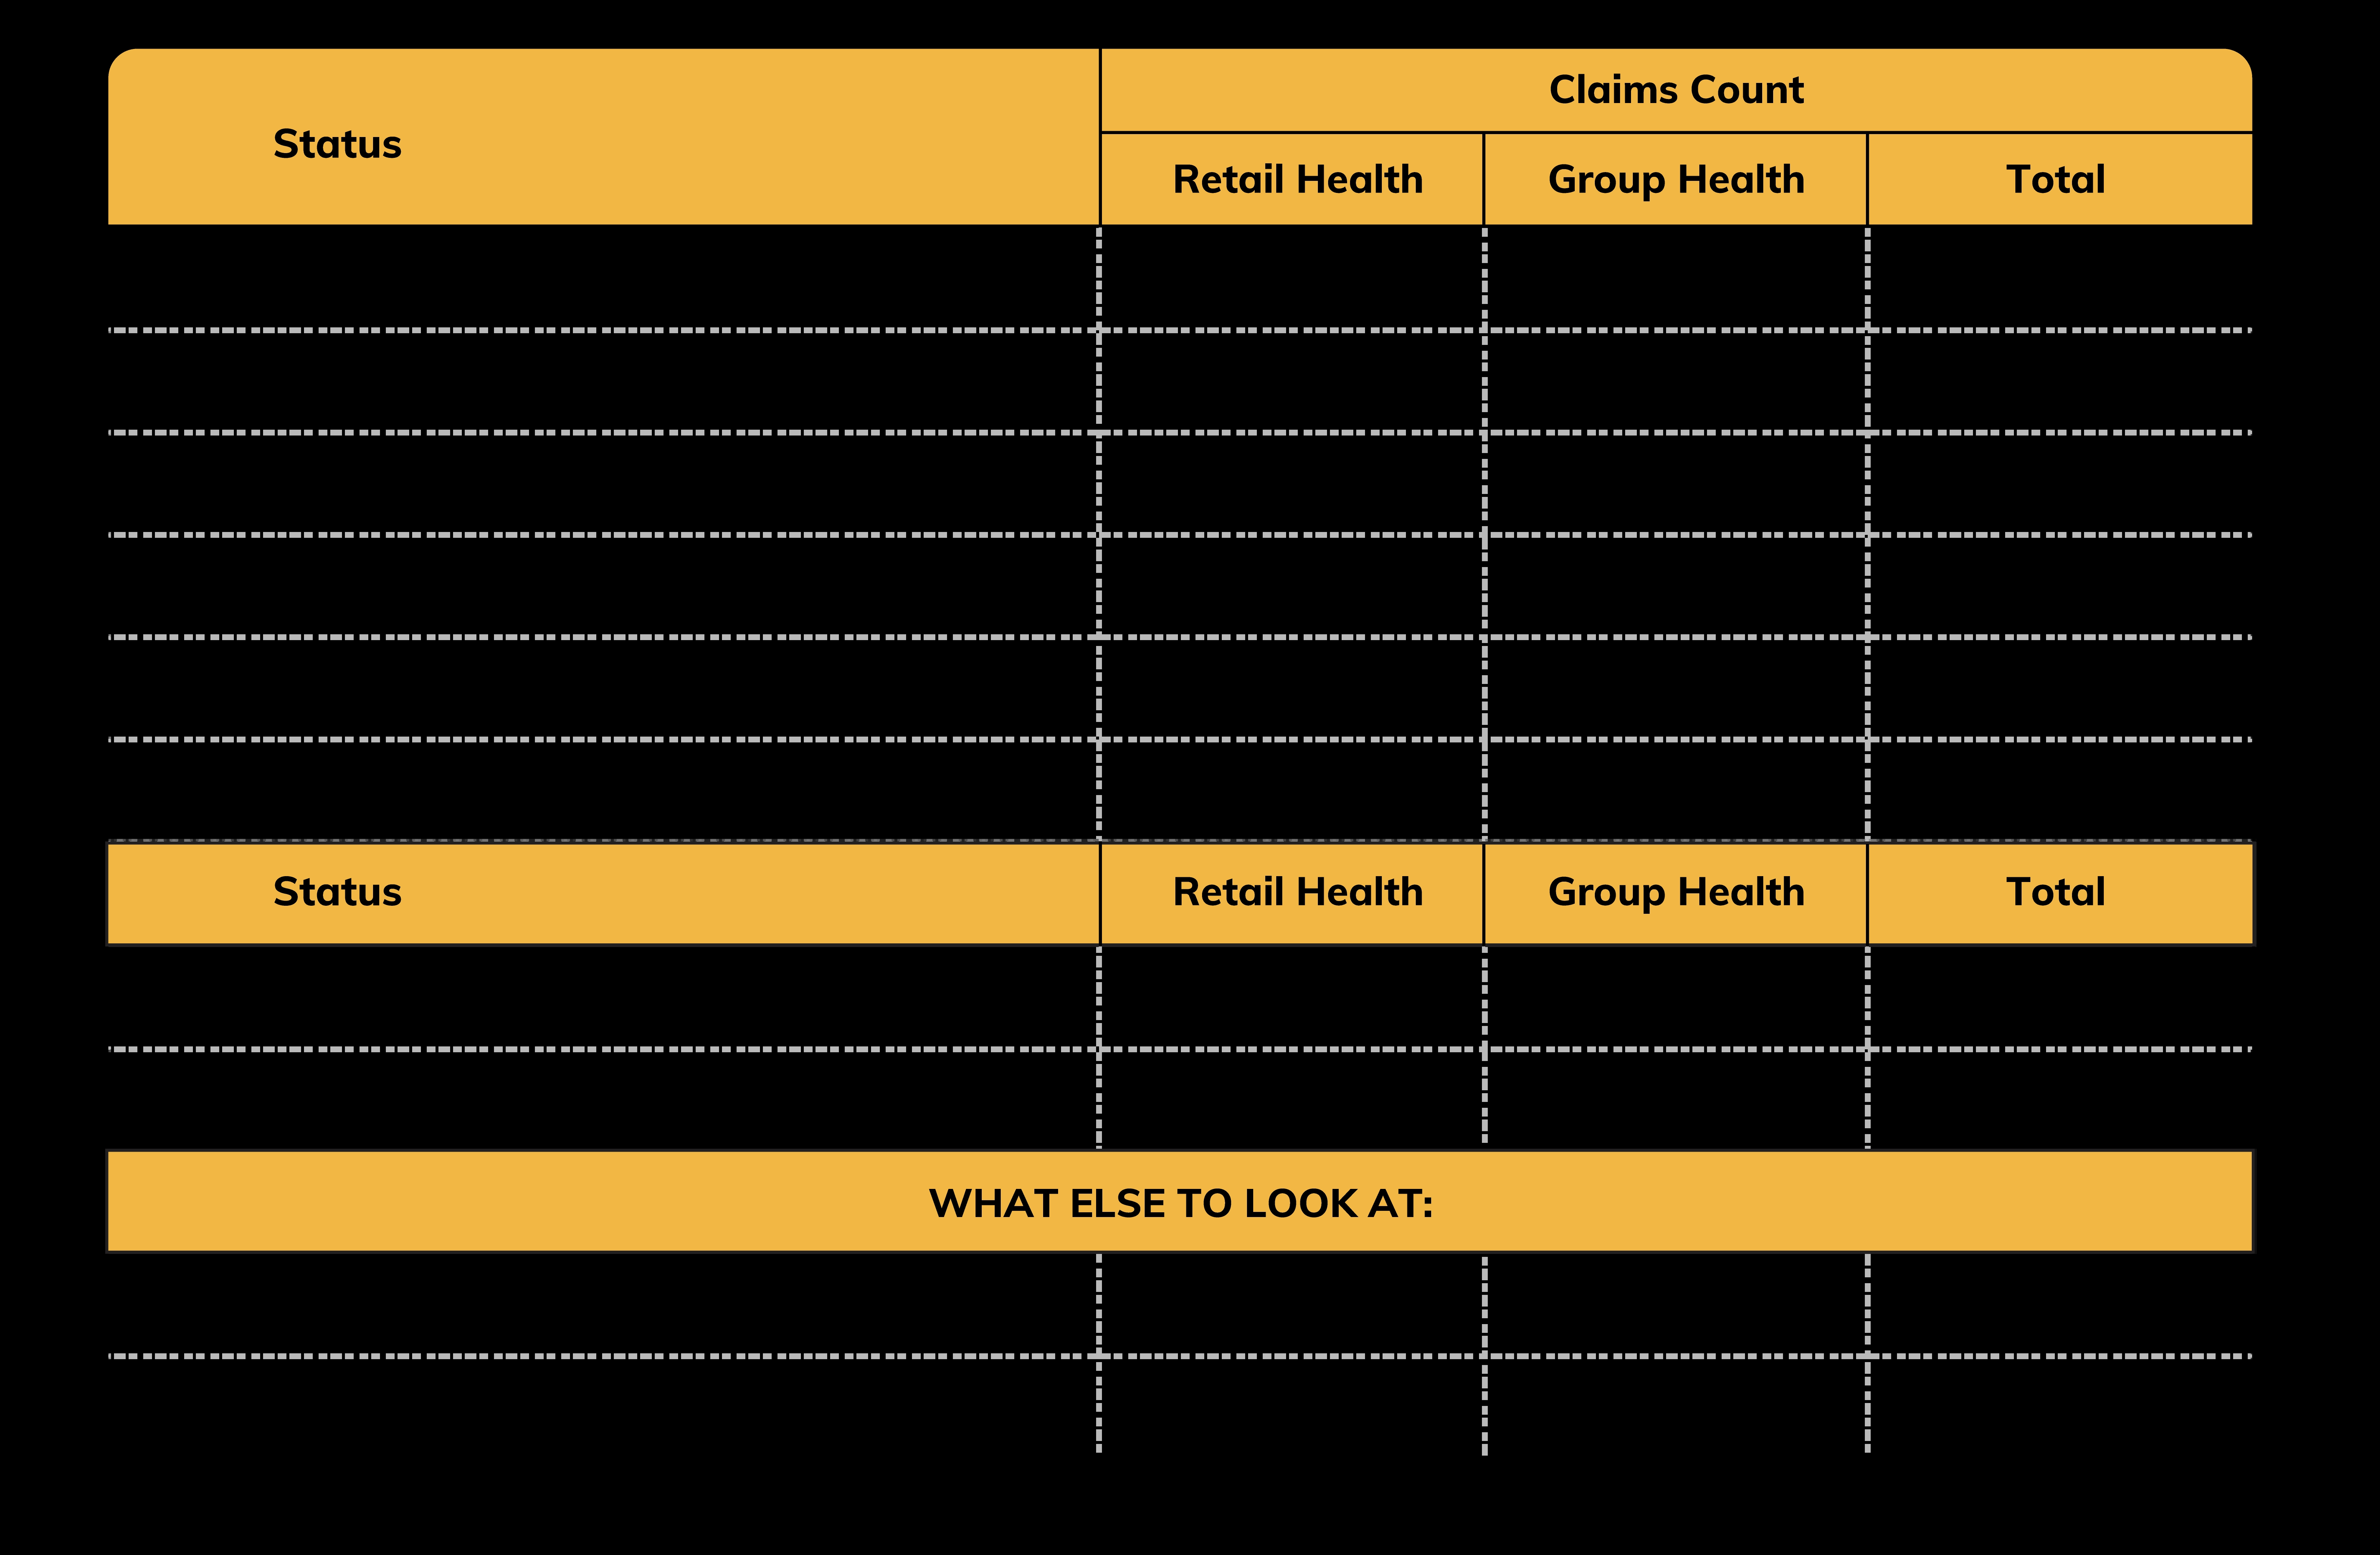 Claims Count
Status
Retail Health Group Health Total
Status Retail Health Group Health Total
WHAT ELSE TO LOOK AT: